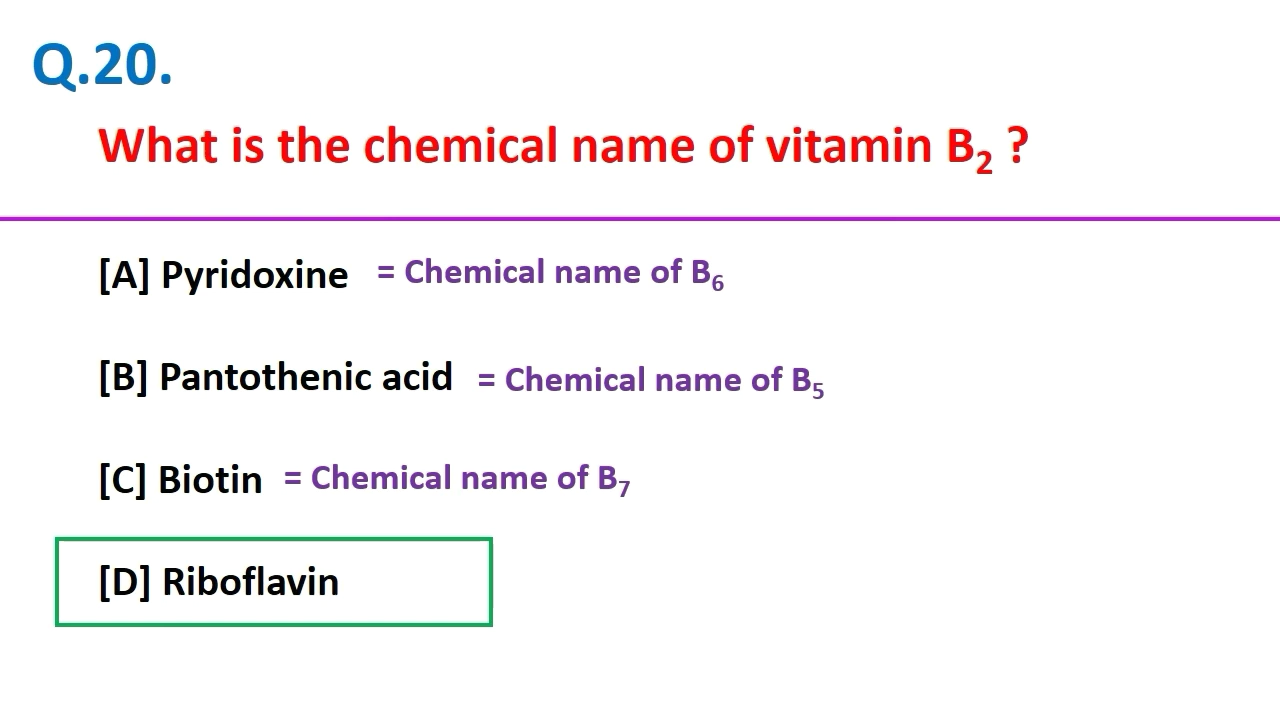 Q.20.
What is the chemical name of vitamin B₂ ?
[A] Pyridoxine = Chemical name of B₆
[B] Pantothenic acid = Chemical name of B₅
[C] Biotin = Chemical name of B₇
[D] Riboflavin